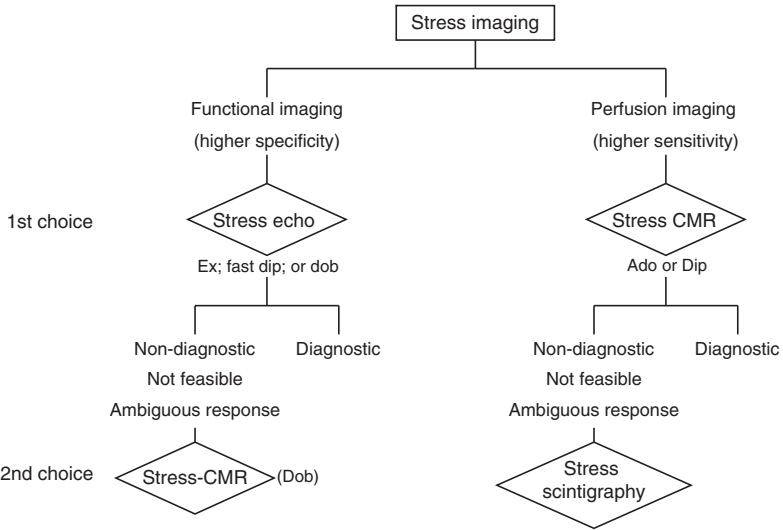 Stress imaging
Functional imaging
(higher specificity)
Perfusion imaging
(higher sensitivity)
1st choice
Stress echo
Stress CMR
Ex; fast dip; or dob
Ado or Dip
Non-diagnostic
Not feasible
Ambiguous response
Diagnostic
Non-diagnostic
Not feasible
Ambiguous response
Diagnostic
2nd choice
Stress-CMR
(Dob)
Stress
scintigraphy